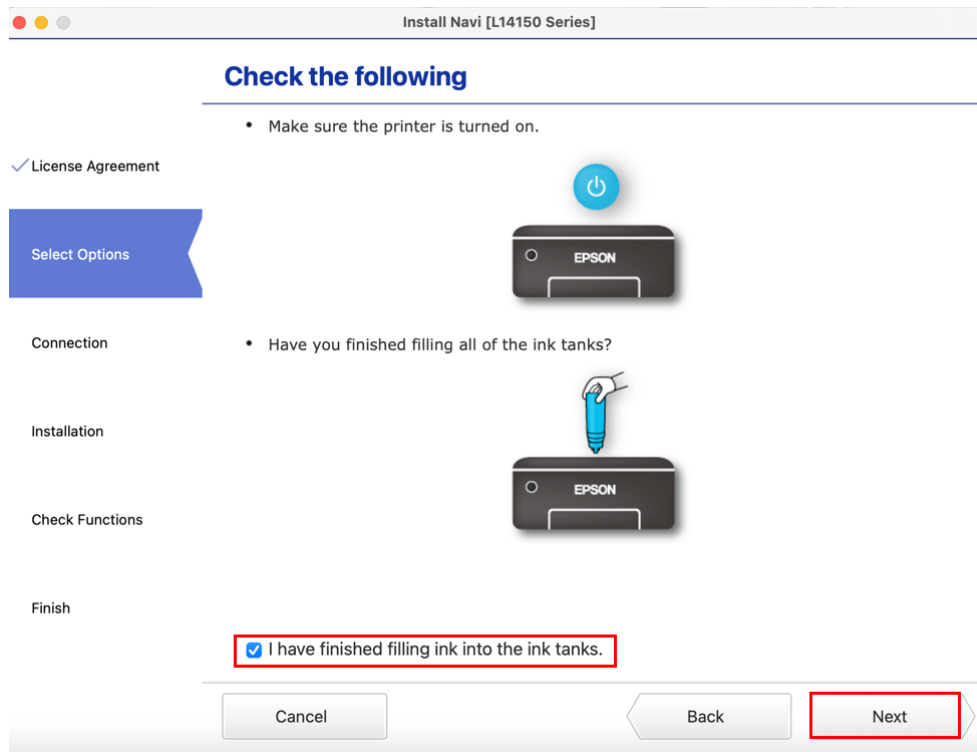 Install Navi [L14150 Series]
Check the following
• Make sure the printer is turned on.
License Agreement
EPSON
Select Options
Connection
• Have you finished filling all of the ink tanks?
Installation
EPSON
Check Functions
Finish
I have finished filling ink into the ink tanks.
Cancel
Back
Next